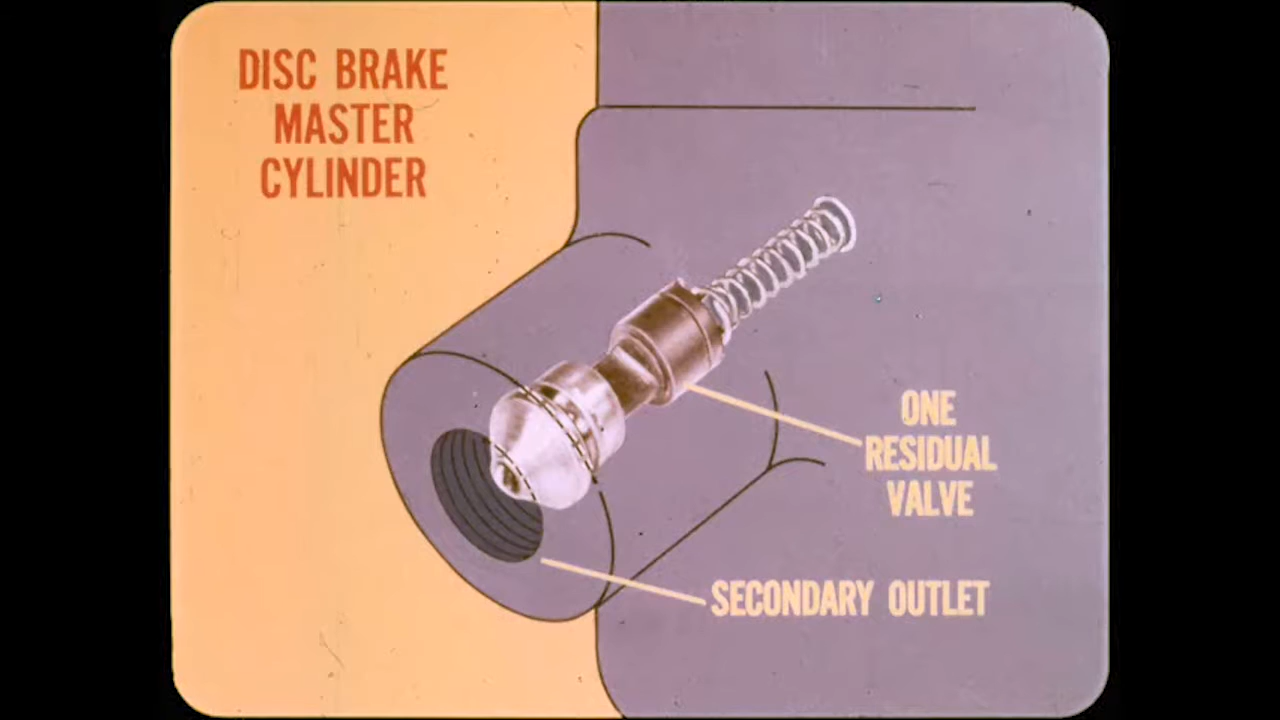 DISC BRAKE
MASTER
CYLINDER
ONE
RESIDUAL
VALVE
SECONDARY OUTLET